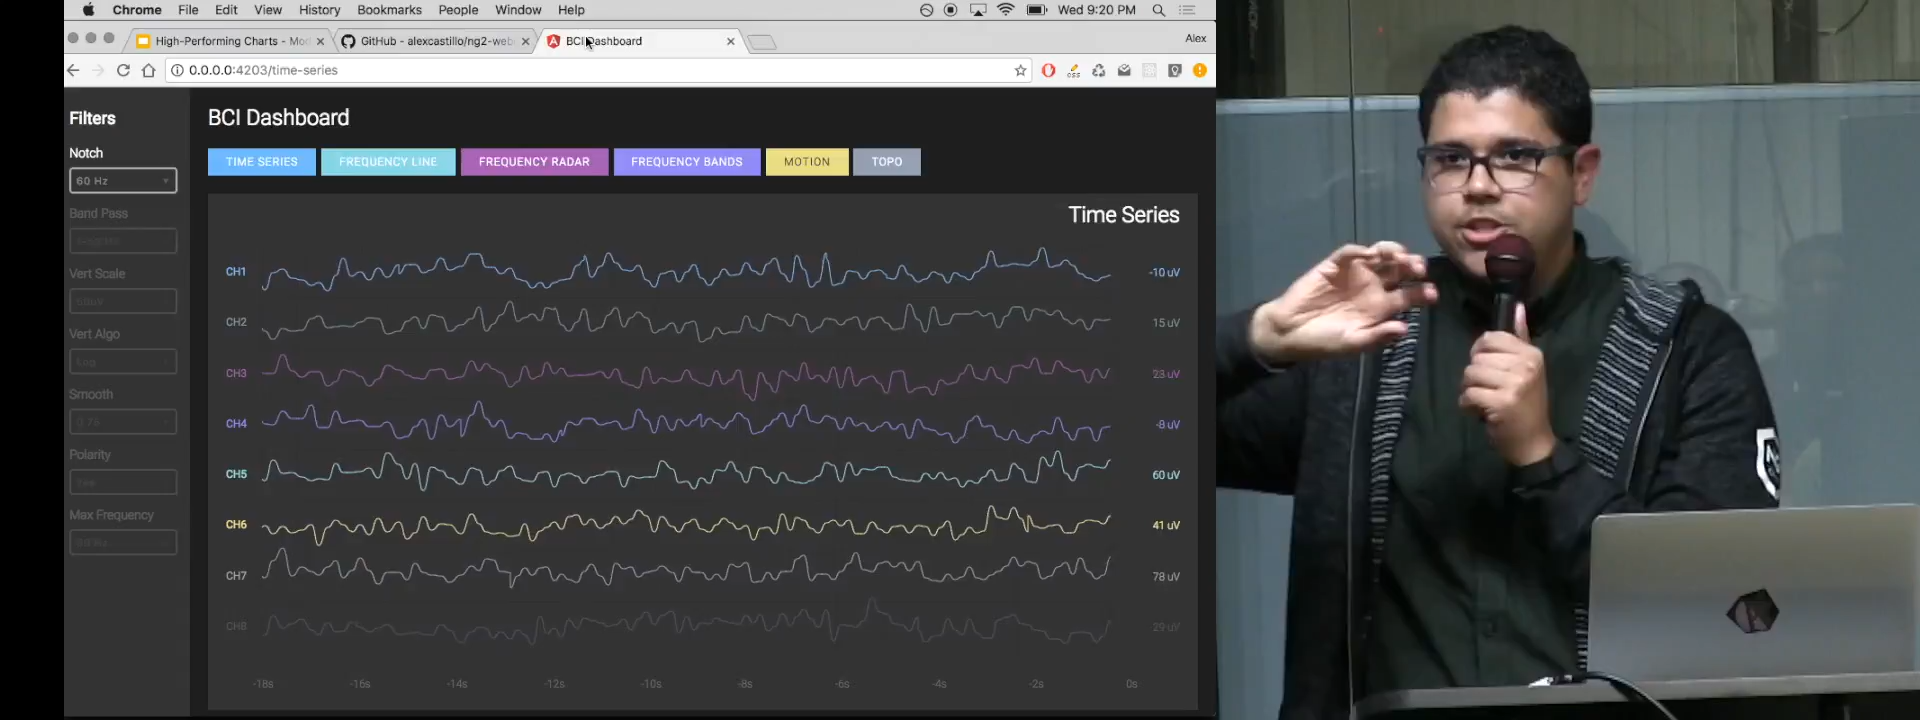 Chrome File Edit View History Bookmarks People Window Help Wed 9:20 PM
High-Performing Charts - Mod GitHub - alexcastillo/ng2-web BCI Dashboard Alex
0.0.0.0:4203/time-series
Filters
BCI Dashboard
Notch
60 Hz
TIME SERIES FREQUENCY LINE FREQUENCY RADAR FREQUENCY BANDS MOTION TOPO
Band Pass
Vert Scale
Vert Algo
Log
Smooth
0.75
Polarity
Max Frequency
Time Series
CH1 -10 uV
CH2 15 uV
CH3 23 uV
CH4 -8 uV
CH5 60 uV
CH6 41 uV
CH7 78 uV
CH8 29 uV
-18s -16s -14s -12s -10s -8s -6s -4s -2s 0s